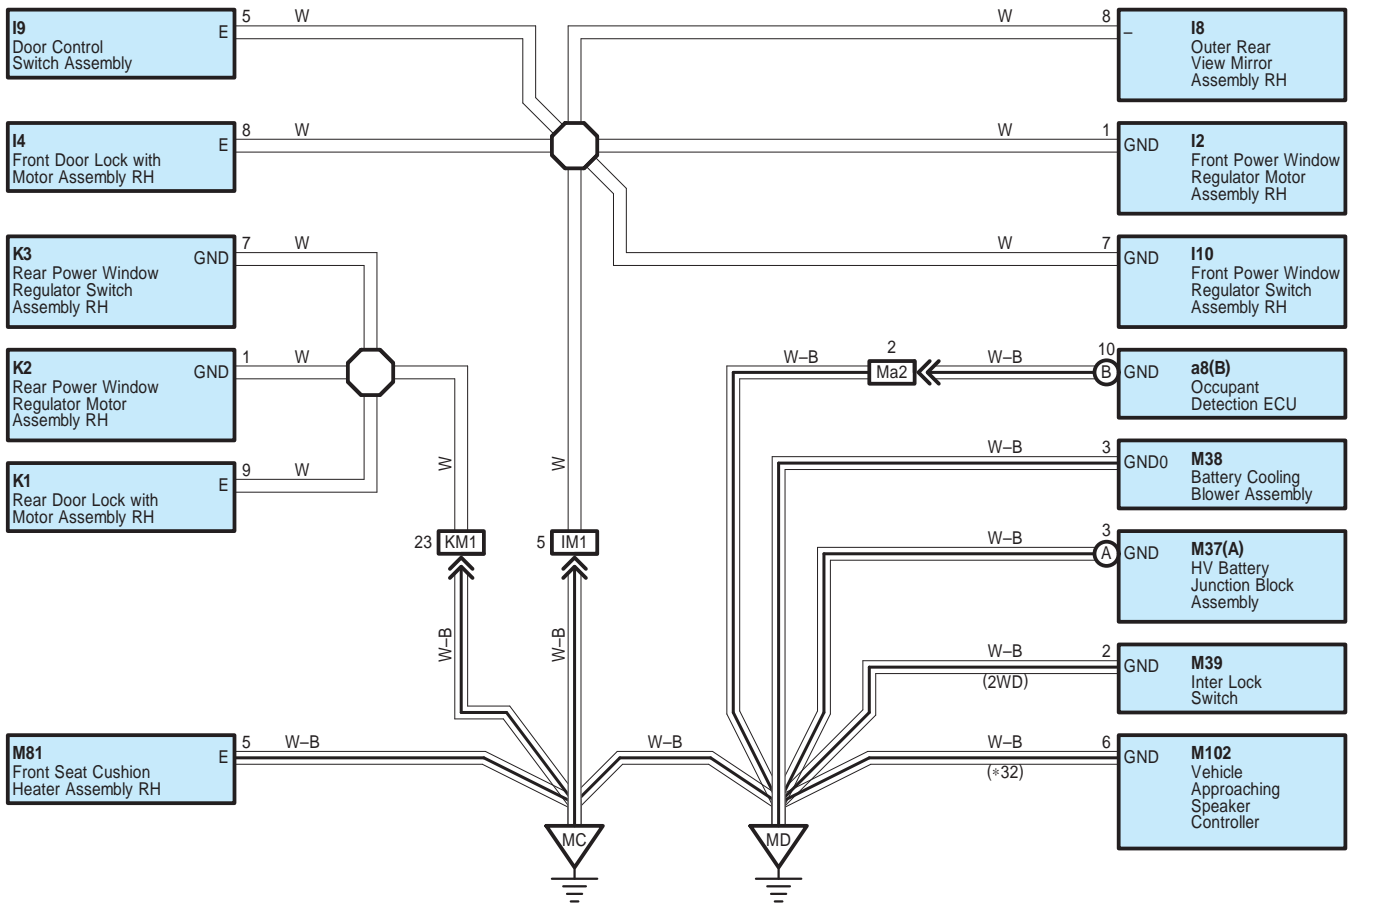 5 W
I9
E
Door Control
Switch Assembly
W 8
–
I8
Outer Rear
View Mirror
Assembly RH
8 W
I4
E
Front Door Lock with
Motor Assembly RH
W 1
GND
I2
Front Power Window
Regulator Motor
Assembly RH
7 W
K3
GND
Rear Power Window
Regulator Switch
Assembly RH
W 7
GND
I10
Front Power Window
Regulator Switch
Assembly RH
1 W
K2
GND
Rear Power Window
Regulator Motor
Assembly RH
W–B
2
Ma2
W–B
10
B
GND
a8(B)
Occupant
Detection ECU
9 W
K1
E
Rear Door Lock with
Motor Assembly RH
W
W
W–B 3
GND0
M38
Battery Cooling
Blower Assembly
23 KM1
5 IM1
W–B
3
A
GND
M37(A)
HV Battery
Junction Block
Assembly
W–B
W–B
W–B 2
(2WD)
GND
M39
Inter Lock
Switch
5 W–B
M81
E
Front Seat Cushion
Heater Assembly RH
W–B
W–B 6
(*32)
GND
M102
Vehicle
Approaching
Speaker
Controller
MC
MD